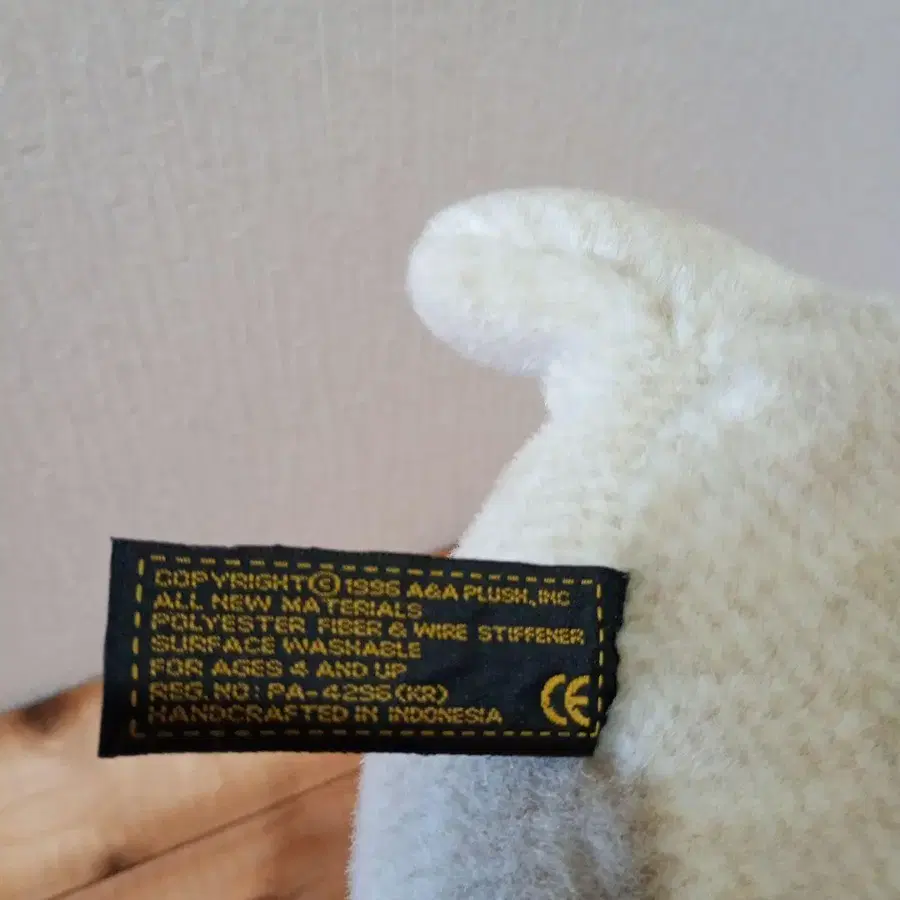 COPYRIGHT © 1996 A&A PLUSH, INC
ALL NEW MATERIALS
POLYESTER FIBER & WIRE STIFFENER
SURFACE WASHABLE
FOR AGES 4 AND UP
REG. NO: PA-4296 (KR)
HANDCRAFTED IN INDONESIA
CE